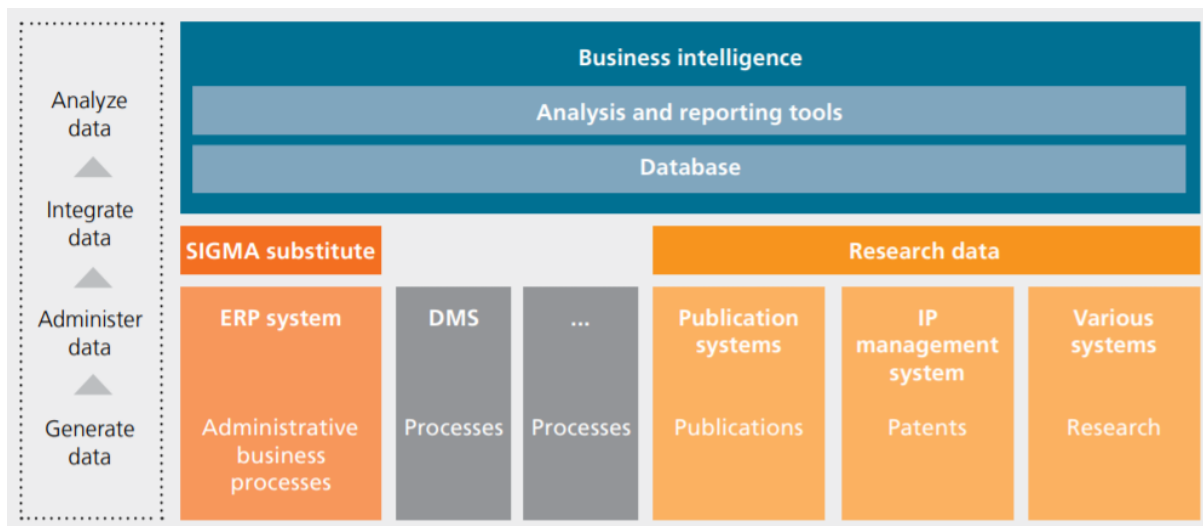 Analyze
data
Integrate
data
Administer
data
Generate
data
Business intelligence
Analysis and reporting tools
Database
SIGMA substitute
Research data
ERP system
Administrative
business
processes
DMS
Processes
...
Processes
Publication
systems
Publications
IP
management
system
Patents
Various
systems
Research